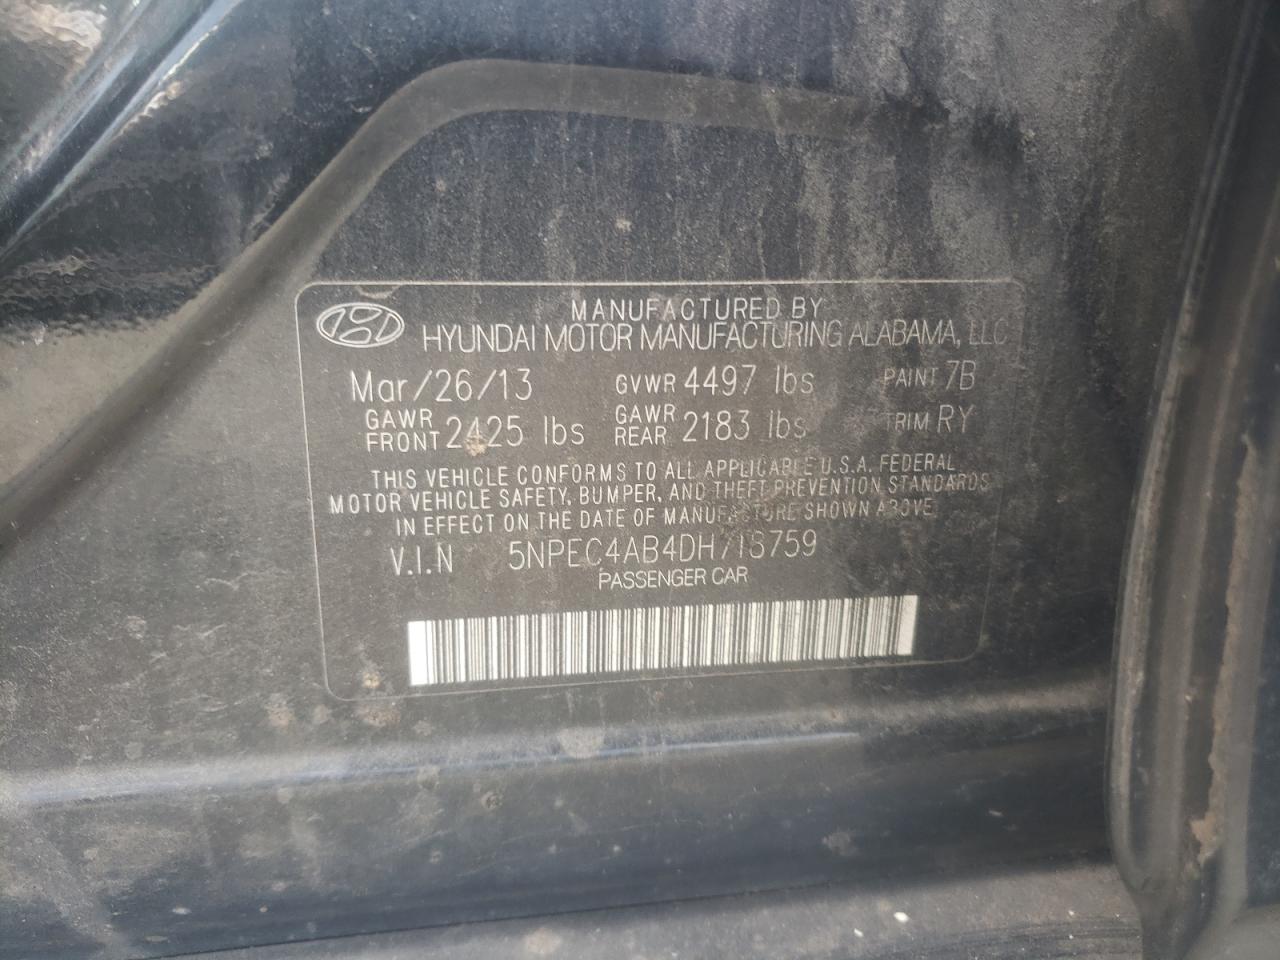 MANUFACTURED BY
HYUNDAI MOTOR MANUFACTURING ALABAMA, LLC
Mar/26/13 GVWR 4497 lbs PAINT 7B
GAWR FRONT 2425 lbs GAWR REAR 2183 lbs TRIM RY
THIS VEHICLE CONFORMS TO ALL APPLICABLE U.S.A. FEDERAL
MOTOR VEHICLE SAFETY, BUMPER, AND THEFT PREVENTION STANDARDS
IN EFFECT ON THE DATE OF MANUFACTURE SHOWN ABOVE
V.I.N 5NPEC4AB4DH718759
PASSENGER CAR